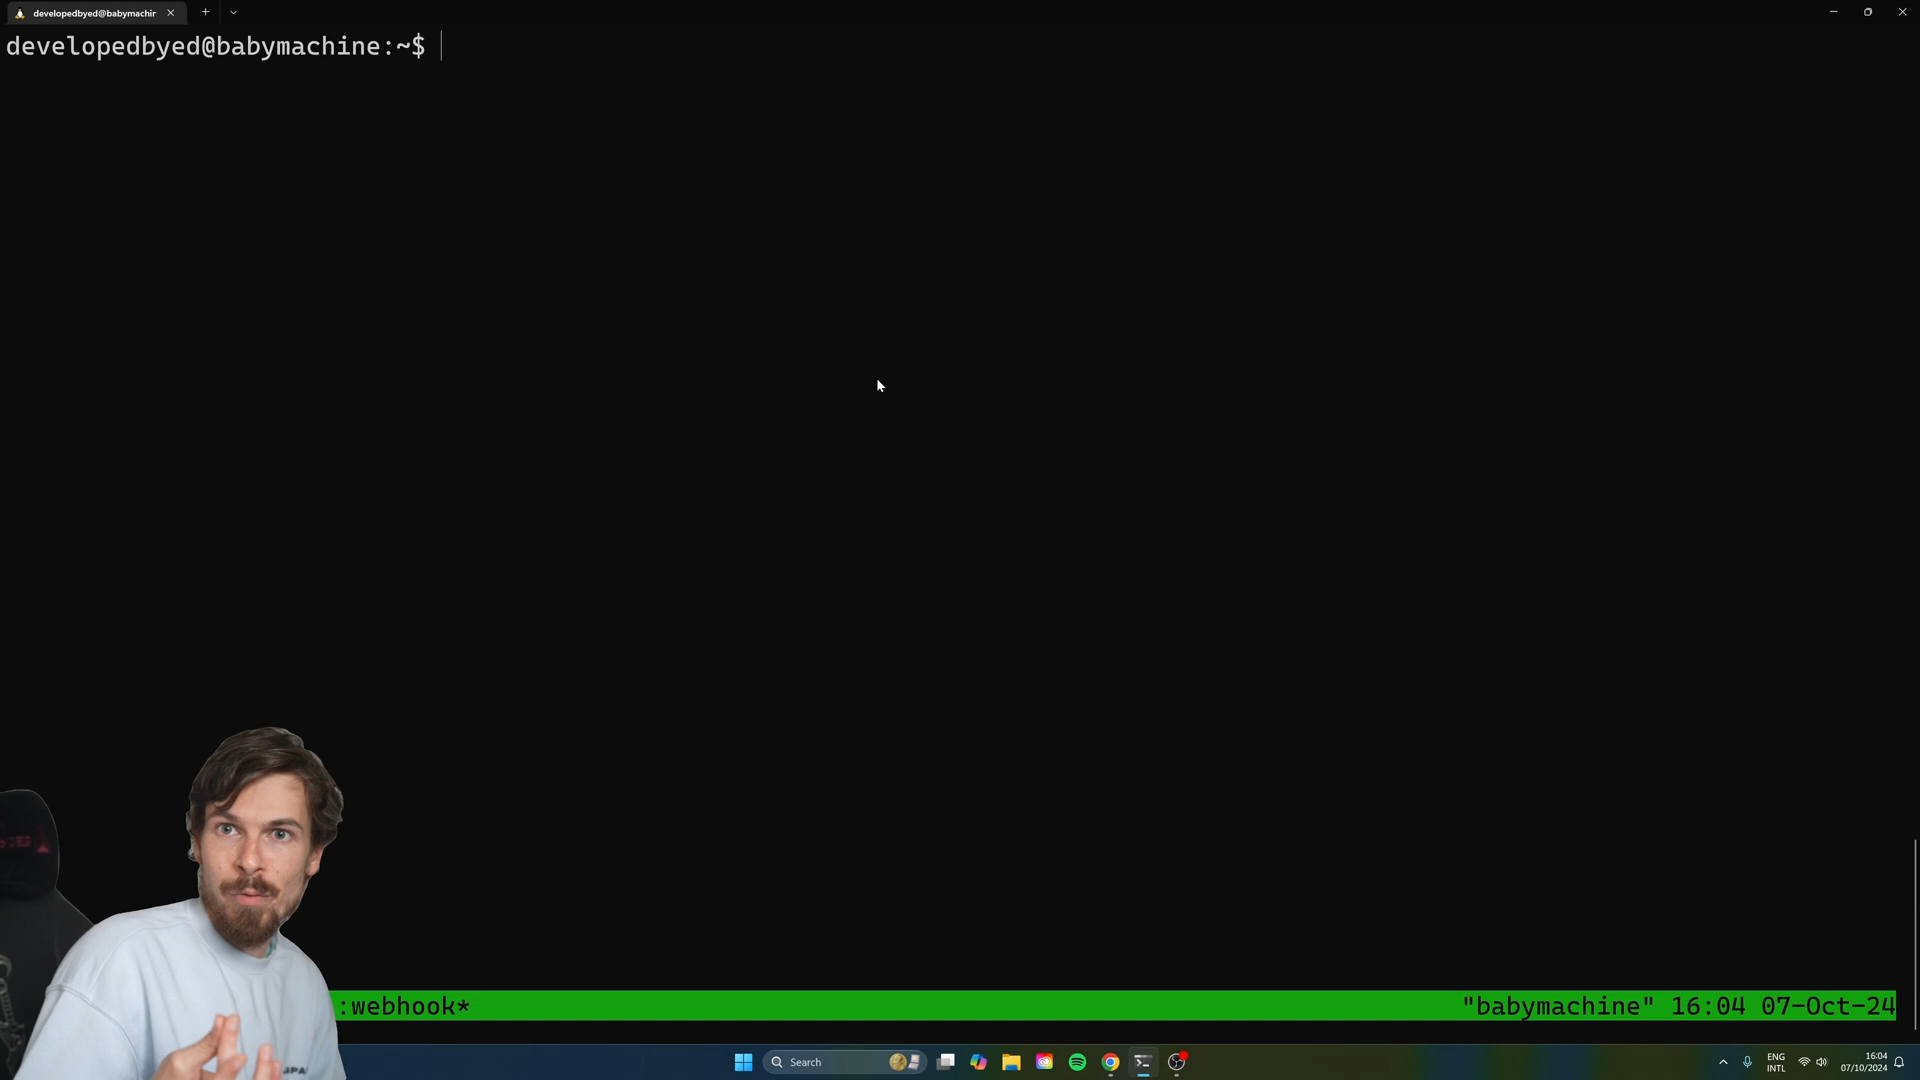 developedbyed@babymachir
developedbyed@babymachine:~$
:webhook*
"babymachine" 16:04 07-Oct-24
Search
ENG
INTL
16:04
07/10/2024